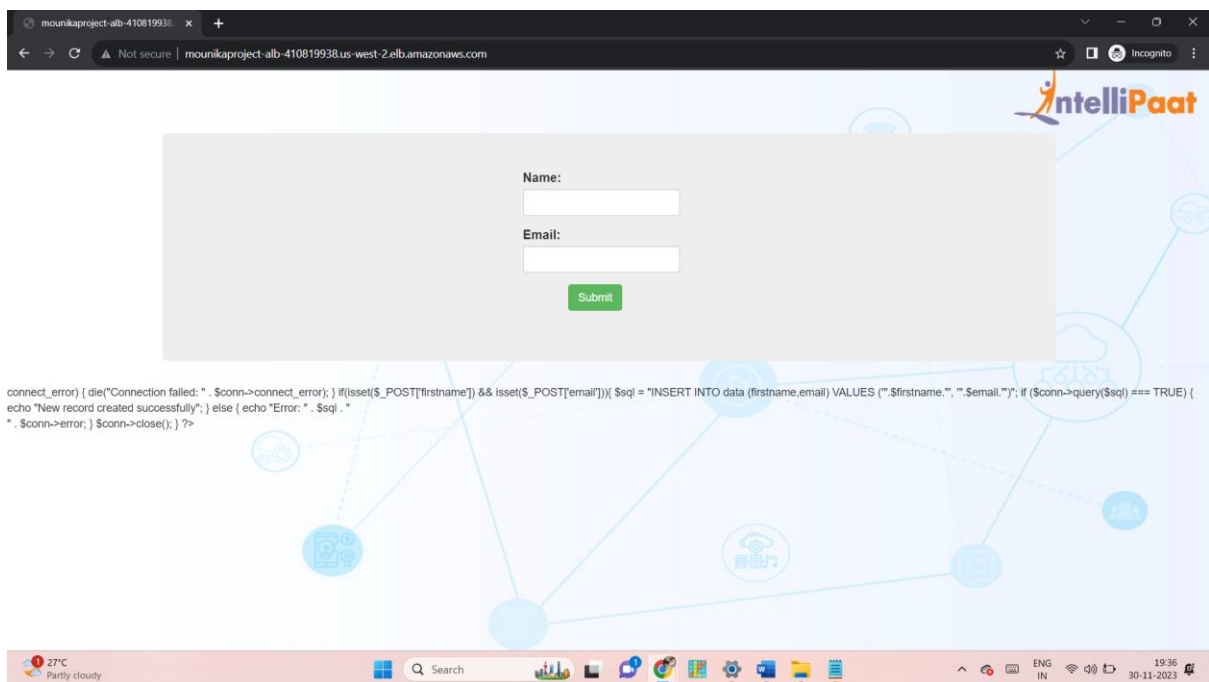 mounikaproject-alb-410819938
Not secure | mounikaproject-alb-410819938.us-west-2.elb.amazonaws.com
Incognito
IntelliPaat
Name:
Email:
Submit
connect_error) { die("Connection failed: " . $conn->connect_error); } if(isset($_POST['firstname']) && isset($_POST['email'])){ $sql = "INSERT INTO data (firstname,email) VALUES ('".$firstname."', '".$email."')"; if ($conn->query($sql) === TRUE) {
echo "New record created successfully"; } else { echo "Error: " . $sql . "
" . $conn->error; } $conn->close(); } ?>
1
27°C
Partly cloudy
Search
ENG
IN
19:36
30-11-2023